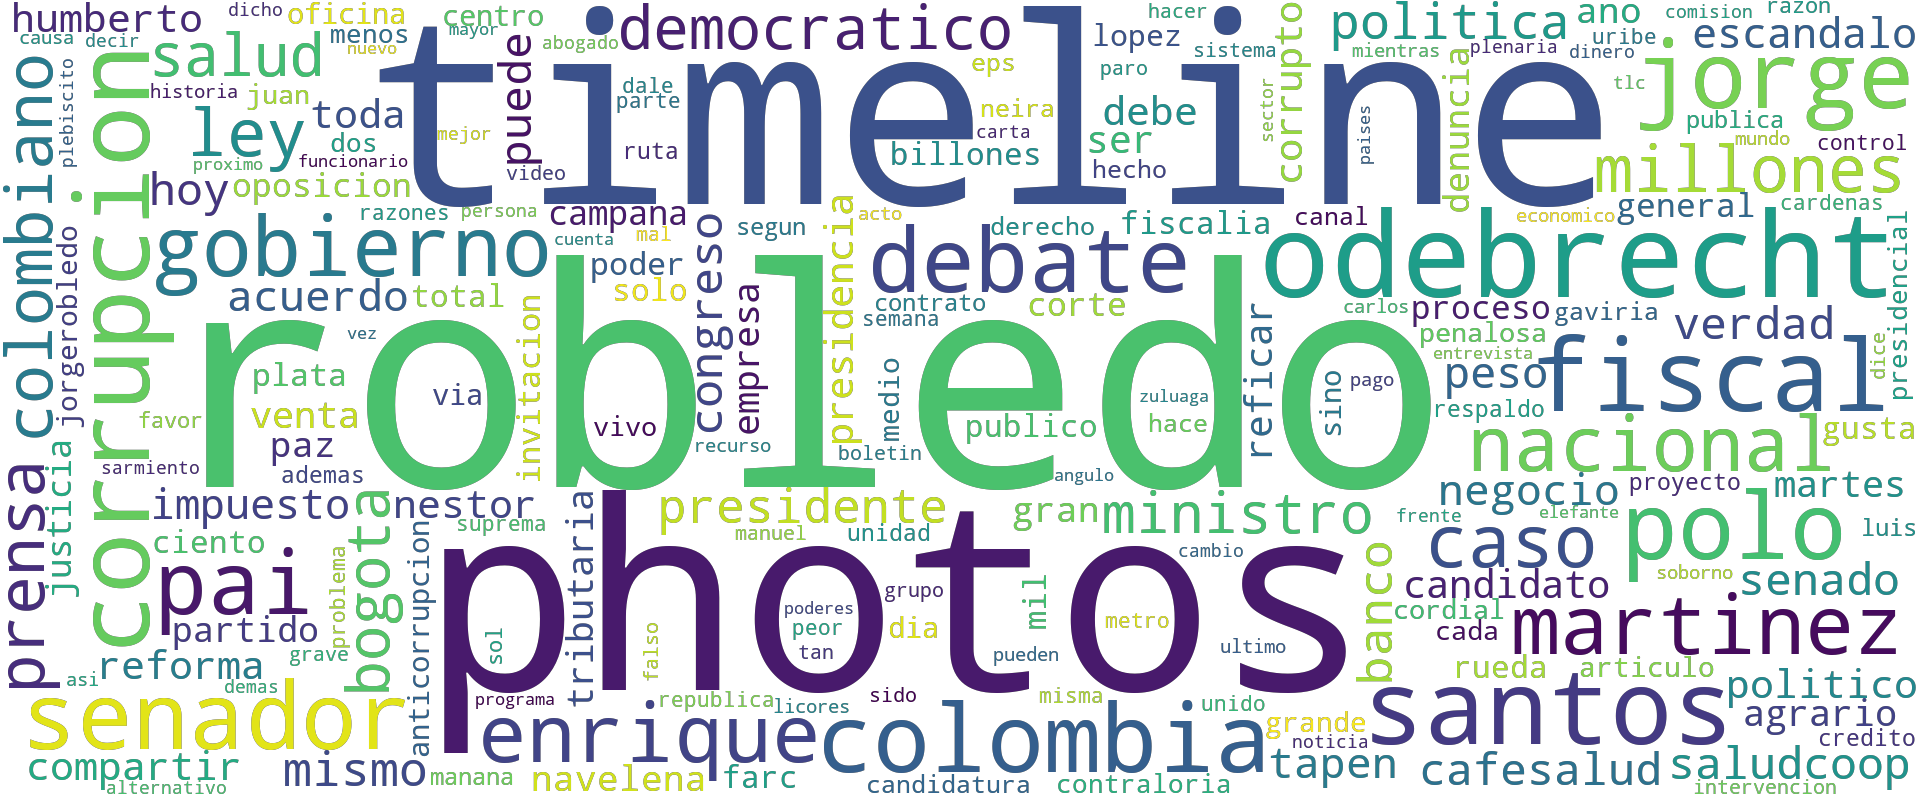 humberto
dicho
oficina
centro
mayor
timeline
democratico
hacer
lopez
sistema
corrupto
politica
ano
uribe
comision
razon
escandalo
causa
decir
salud
menos
nuevo
abogado
puede
dale
parte
eps
paro
mientras
denuncia
plenaria
dinero
jorge
colombiano
plebiscito
corrupcion
historia
juan
toda
mejor
neira
carta
debe
ser
sector
paises
tlc
publica
mundo
control
ley
dos
proximo
funcionario
video
ruta
billones
hecho
millones
hoy
oposicion
razones
persona
campana
segun
presidencia
acto
derecho
fiscalia
canal
economico
general
cardenas
jorgerobledo
gobierno
cuenta
mal
congreso
debate
odebrecht
presidencial
acuerdo
total
poder
solo
empresa
contrato
semana
corte
carlos
proceso
gaviria
verdad
robledo
vez
invitacion
reficar
penalosa
entrevista
fiscal
dice
plata
via
medio
zuluaga
sino
pago
peso
favor
venta
vivo
publico
hace
respaldo
nacional
gusta
prensa
justicia
paz
recurso
boletin
sarmiento
ademas
angulo
negocio
proyecto
martes
impuesto
nestor
tributaria
presidente
gran
ministro
frente
elefante
polo
luis
bogota
anticorrupcion
suprema
manuel
unidad
cambio
caso
ciento
problema
photos
banco
soborno
senado
pai
grupo
mil
candidato
poderes
peor
dia
metro
cordial
martinez
partido
sol
falso
tan
cada
reforma
grave
pueden
ultimo
rueda
articulo
asi
demas
programa
republica
licores
sido
misma
unido
santos
politico
senador
enrique
colombia
grande
agrario
noticia
credito
compartir
mismo
manana
navelena
farc
candidatura
contraloria
tapen
cafesalud
saludcoop
alternativo
intervencion